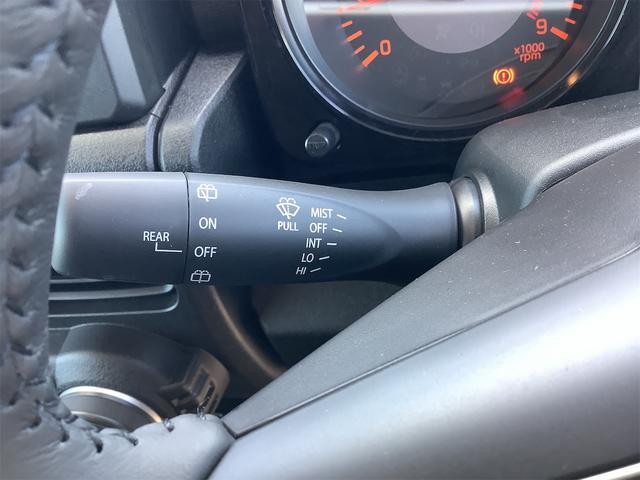 0
9
x1000
rpm
MIST
OFF
INT
LO
HI
PULL
ON
REAR
OFF